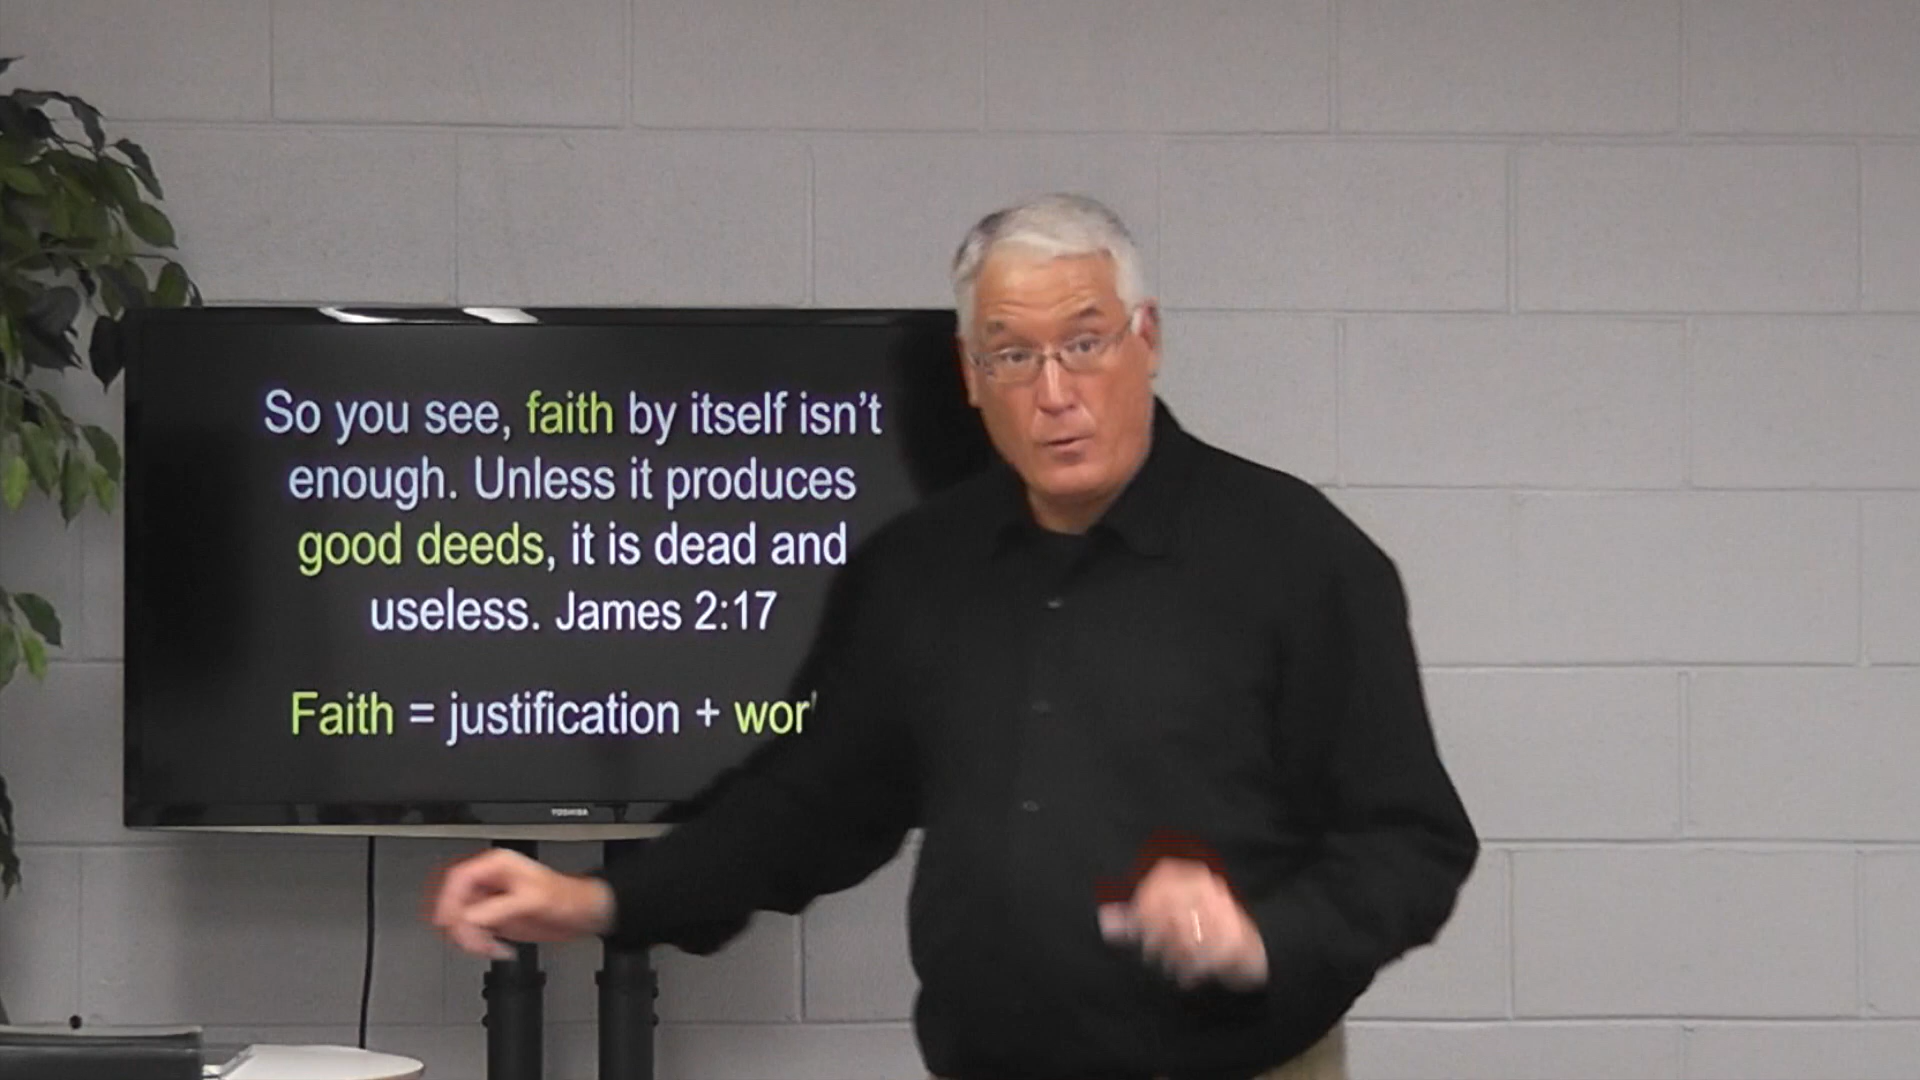 So you see, faith by itself isn’t
enough. Unless it produces
good deeds, it is dead and
useless. James 2:17
Faith = justification +
TOSHIBA